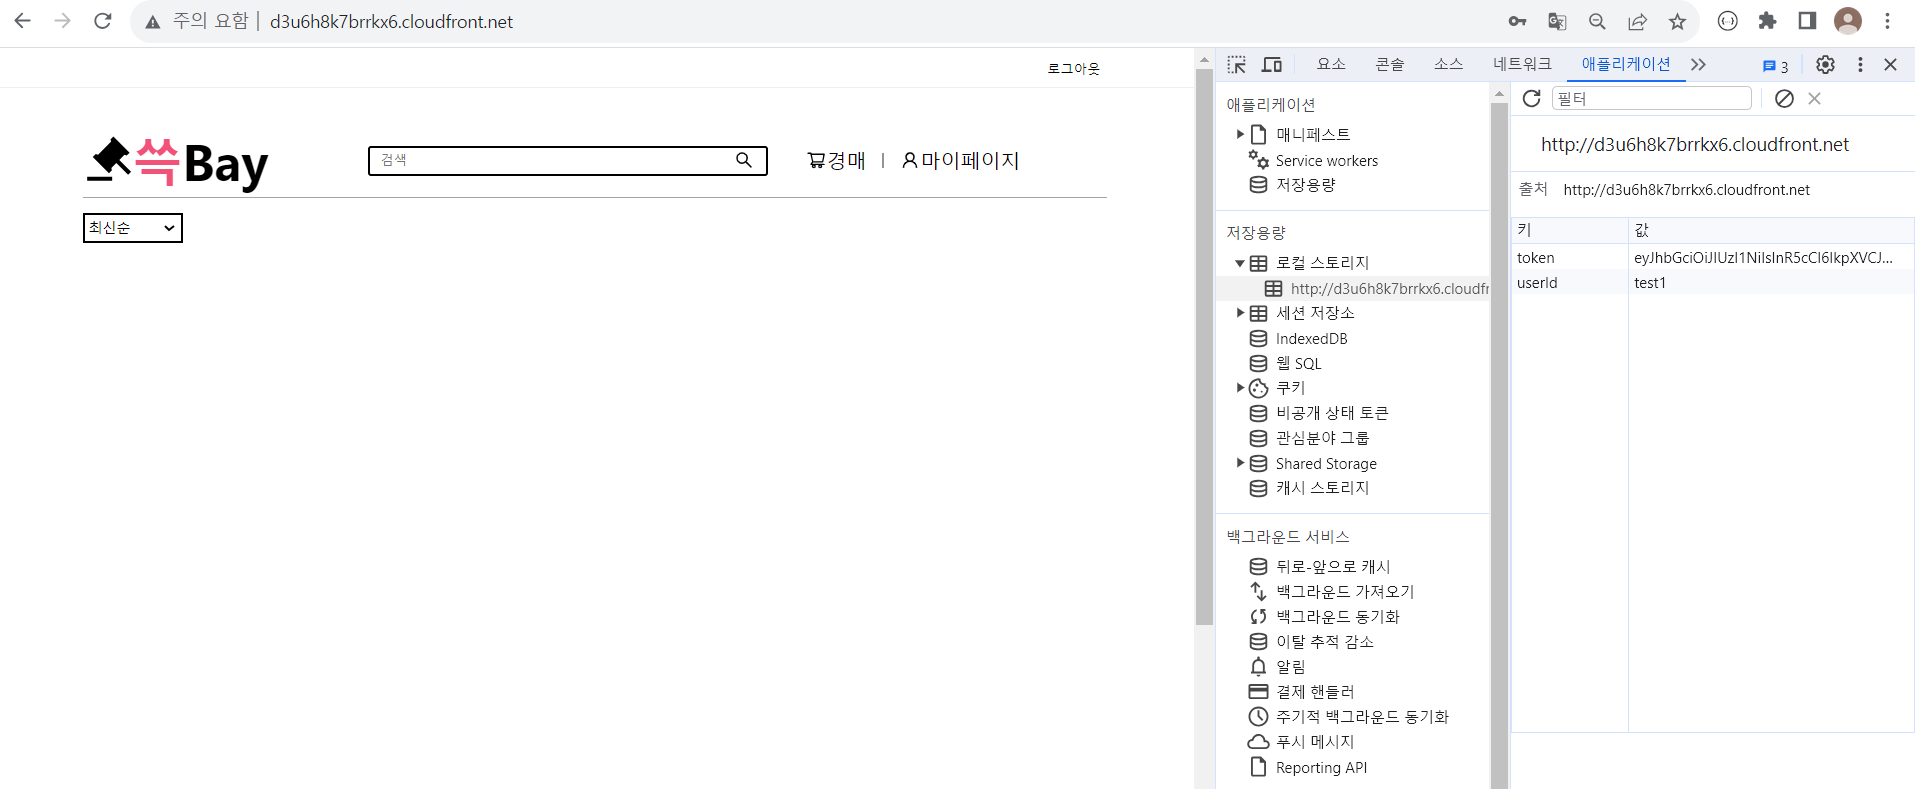 주의 요함 | d3u6h8k7brrkx6.cloudfront.net
로그아웃
쓱Bay
검색
경매 | 마이페이지
최신순
요소 콘솔 소스 네트워크 애플리케이션 3
애플리케이션
매니페스트
Service workers
저장용량
저장용량
로컬 스토리지
http://d3u6h8k7brrkx6.cloudfr
세션 저장소
IndexedDB
웹 SQL
쿠키
비공개 상태 토큰
관심분야 그룹
Shared Storage
캐시 스토리지
백그라운드 서비스
뒤로-앞으로 캐시
백그라운드 가져오기
백그라운드 동기화
이탈 추적 감소
알림
결제 핸들러
주기적 백그라운드 동기화
푸시 메시지
Reporting API
필터
http://d3u6h8k7brrkx6.cloudfront.net
출처 http://d3u6h8k7brrkx6.cloudfront.net
키 값
token eyJhbGciOiJIUzI1NiIsInR5cCI6IkpXVCJ...
userId test1